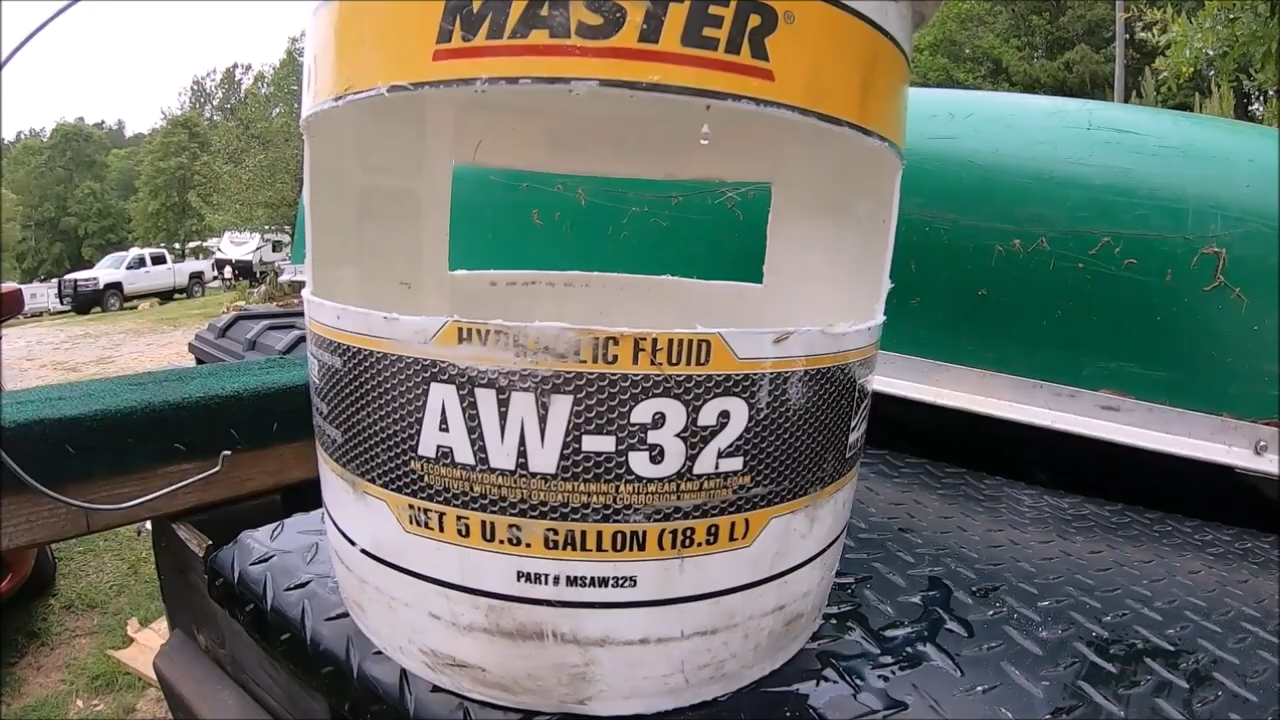 MASTER®
HYDRAULIC FLUID
AW-32
AN ECONOMY HYDRAULIC OIL CONTAINING ANTI-WEAR AND ANTI-FOAM
ADDITIVES WITH RUST OXIDATION AND CORROSION INHIBITORS
NET 5 U.S. GALLON (18.9 L)
PART# MSAW325